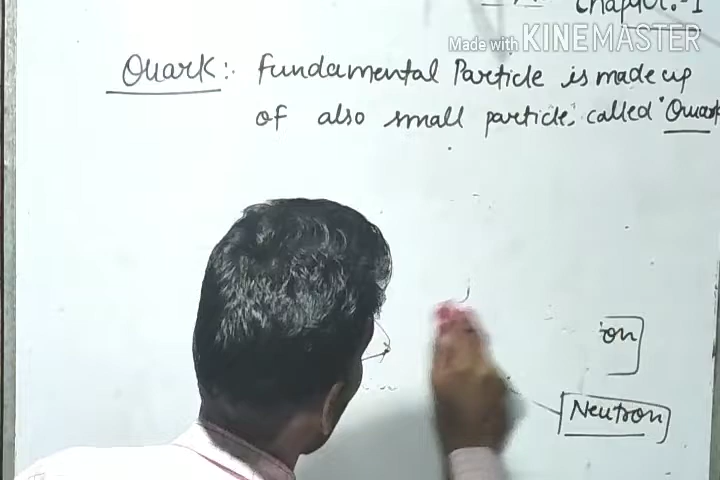 Chapter:-1
Made with KINEMASTER
Quark:- Fundamental Particle is made up
of also small particle, called "Quark
on
Neutron